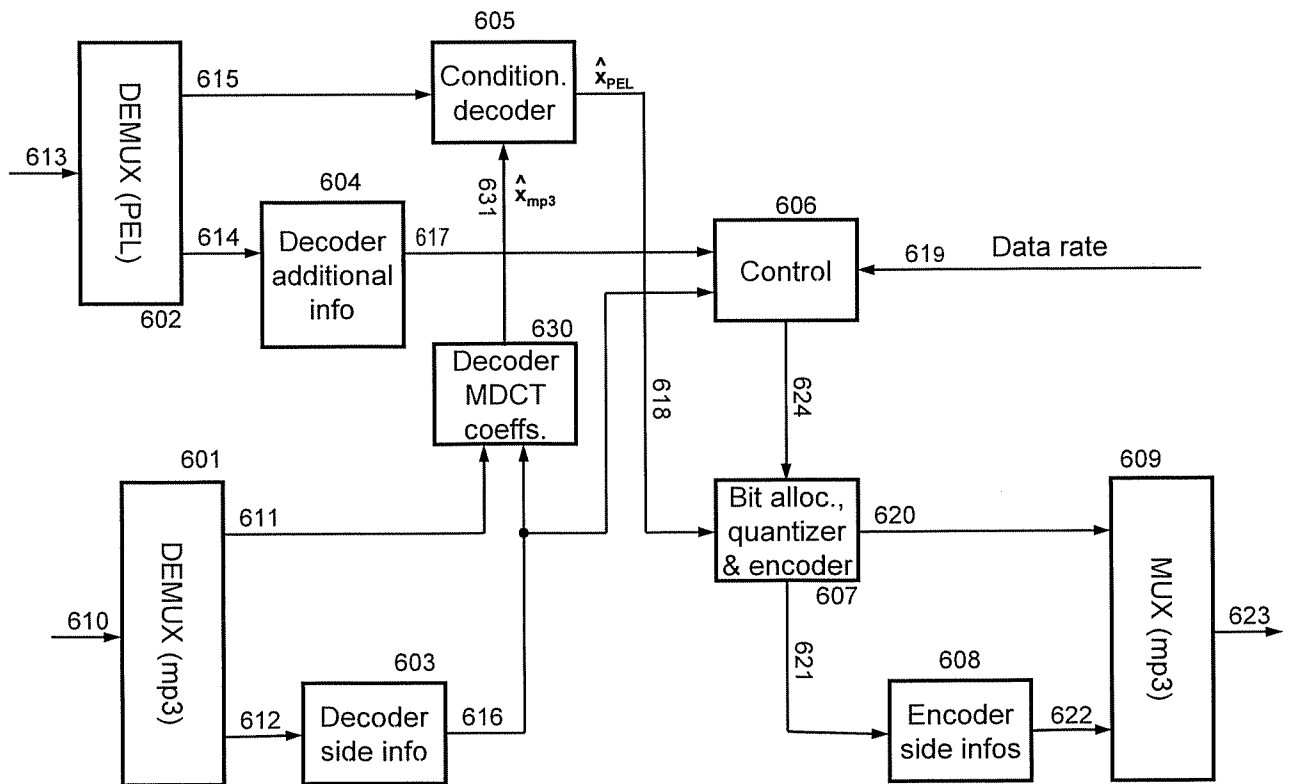 605
615
Condition.
decoder
x̂PEL
DEMUX (PEL)
613
604
631
x̂mp3
606
614
Decoder
additional
info
617
Control
619
Data rate
602
630
Decoder
MDCT
coeffs.
618
624
601
609
611
Bit alloc.,
quantizer
& encoder
620
607
DEMUX (mp3)
MUX (mp3)
610
623
603
621
608
612
Decoder
side info
616
Encoder
side infos
622